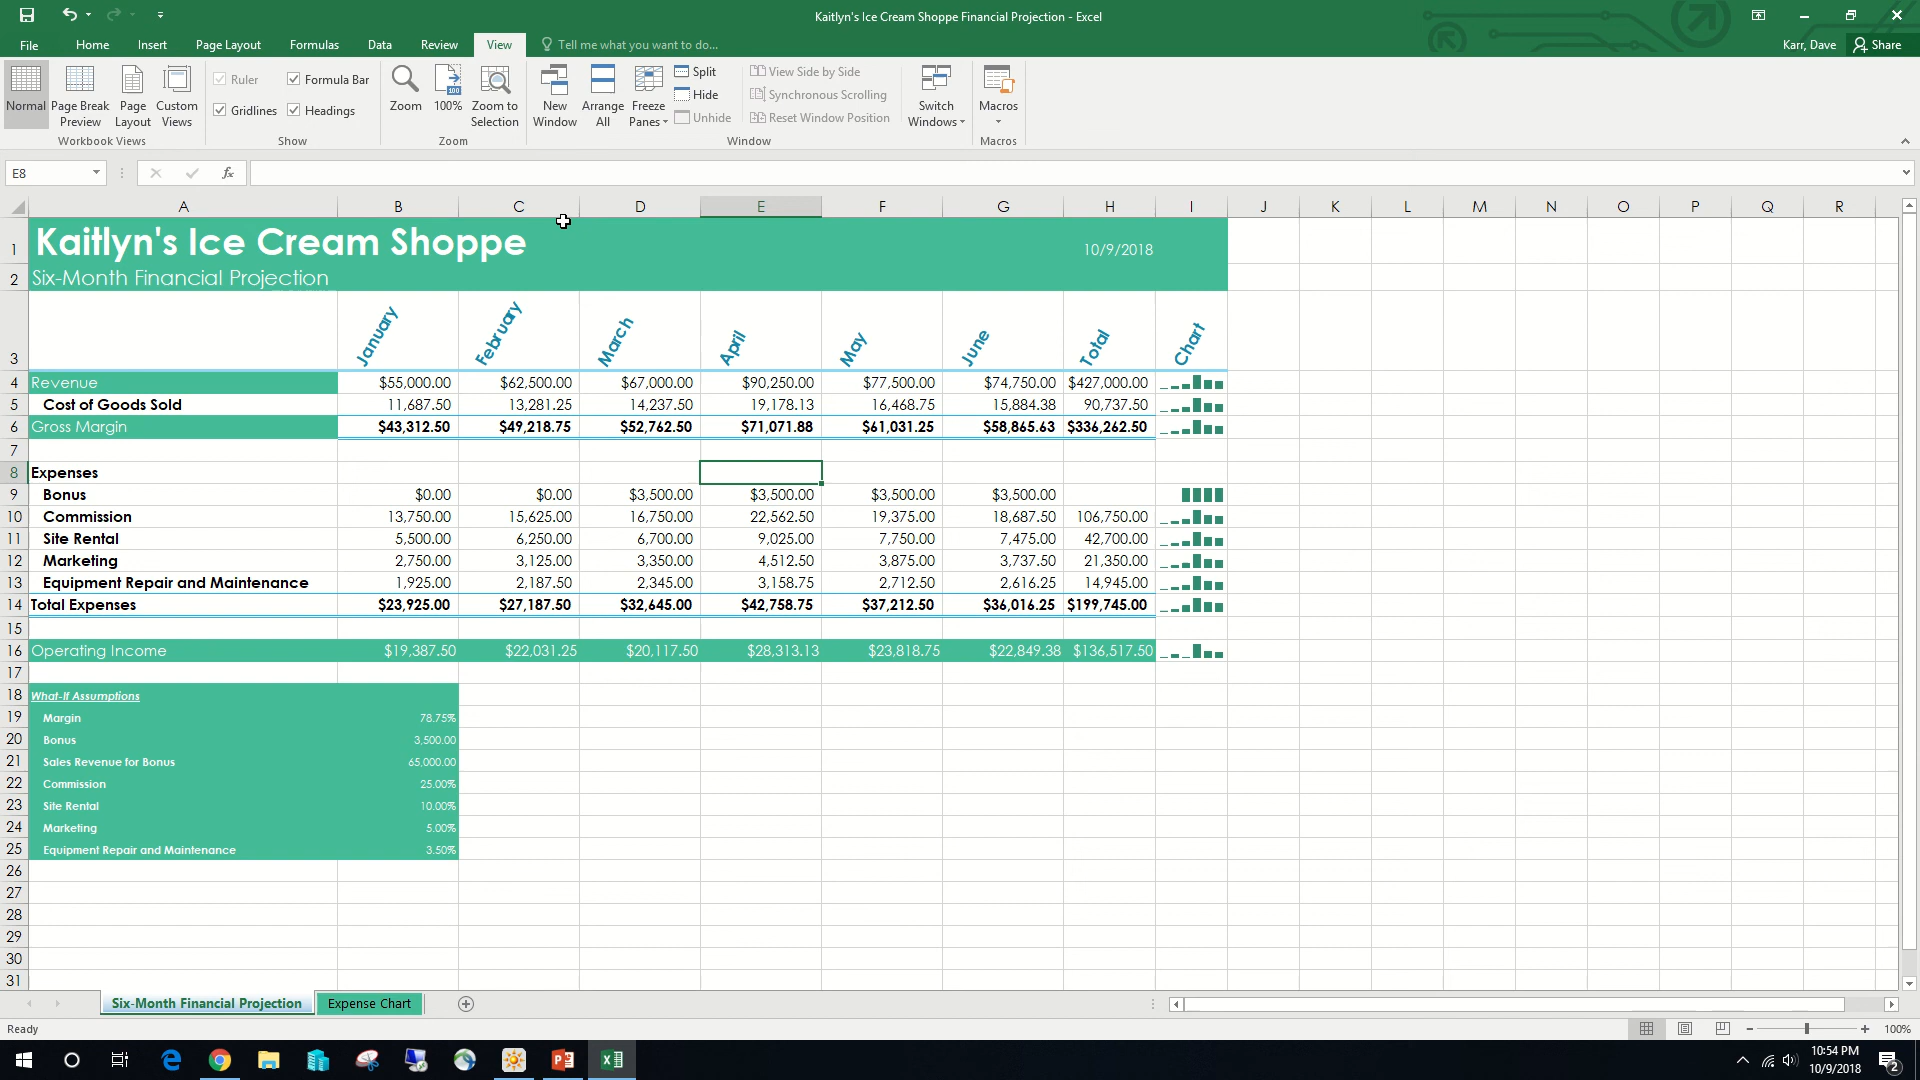 Kaitlyn's Ice Cream Shoppe Financial Projection - Excel
File Home Insert Page Layout Formulas Data Review View Tell me what you want to do... Karr, Dave Share
Normal Page Break Preview Page Layout Custom Views Ruler Formula Bar Gridlines Headings Zoom 100% Zoom to Selection New Window Arrange All Freeze Panes Split Hide Unhide View Side by Side Synchronous Scrolling Reset Window Position Switch Windows Macros
Workbook Views Show Zoom Window Macros
E8 fx
A B C D E F G H I J K L M N O P Q R
1 Kaitlyn's Ice Cream Shoppe 10/9/2018
2 Six-Month Financial Projection
3 January February March April May June Total Chart
4 Revenue $55,000.00 $62,500.00 $67,000.00 $90,250.00 $77,500.00 $74,750.00 $427,000.00
5 Cost of Goods Sold 11,687.50 13,281.25 14,237.50 19,178.13 16,468.75 15,884.38 90,737.50
6 Gross Margin $43,312.50 $49,218.75 $52,762.50 $71,071.88 $61,031.25 $58,865.63 $336,262.50
7
8 Expenses
9 Bonus $0.00 $0.00 $3,500.00 $3,500.00 $3,500.00 $3,500.00
10 Commission 13,750.00 15,625.00 16,750.00 22,562.50 19,375.00 18,687.50 106,750.00
11 Site Rental 5,500.00 6,250.00 6,700.00 9,025.00 7,750.00 7,475.00 42,700.00
12 Marketing 2,750.00 3,125.00 3,350.00 4,512.50 3,875.00 3,737.50 21,350.00
13 Equipment Repair and Maintenance 1,925.00 2,187.50 2,345.00 3,158.75 2,712.50 2,616.25 14,945.00
14 Total Expenses $23,925.00 $27,187.50 $32,645.00 $42,758.75 $37,212.50 $36,016.25 $199,745.00
15
16 Operating Income $19,387.50 $22,031.25 $20,117.50 $28,313.13 $23,818.75 $22,849.38 $136,517.50
17
18 What-If Assumptions
19 Margin 78.75%
20 Bonus 3,500.00
21 Sales Revenue for Bonus 65,000.00
22 Commission 25.00%
23 Site Rental 10.00%
24 Marketing 5.00%
25 Equipment Repair and Maintenance 3.50%
26
27
28
29
30
31
Six-Month Financial Projection Expense Chart
Ready 100%
10:54 PM
10/9/2018 2